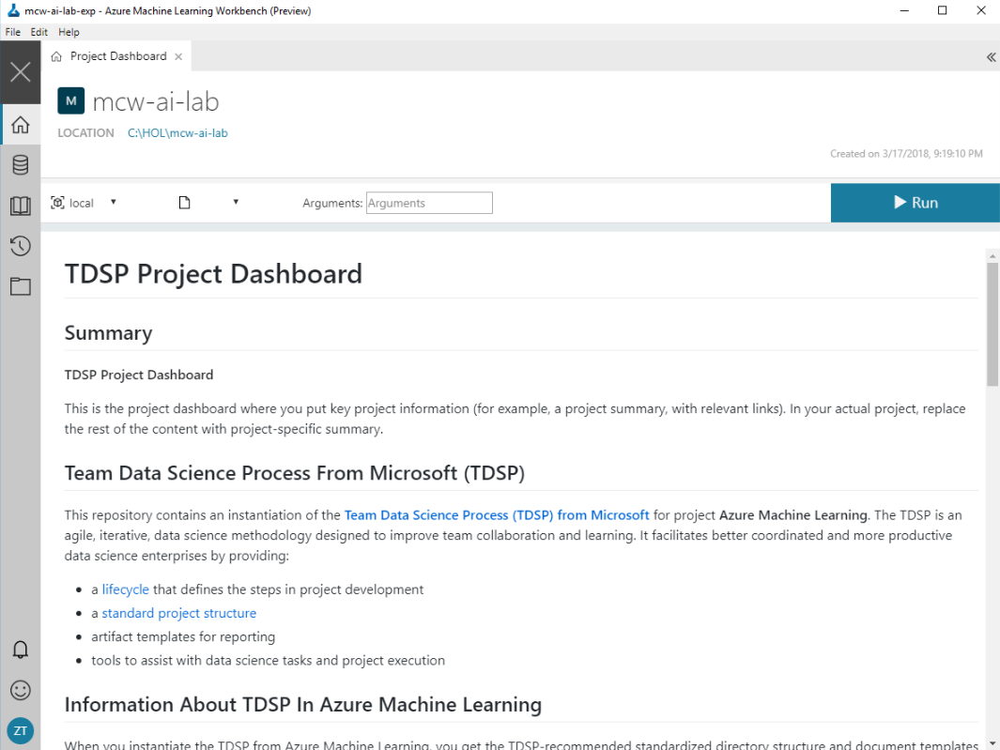 mcw-ai-lab-exp - Azure Machine Learning Workbench (Preview)
File Edit Help
Project Dashboard
M mcw-ai-lab
LOCATION C:\HOL\mcw-ai-lab
Created on 3/17/2018, 9:19:10 PM
local Arguments: Arguments Run
TDSP Project Dashboard
Summary
TDSP Project Dashboard
This is the project dashboard where you put key project information (for example, a project summary, with relevant links). In your actual project, replace
the rest of the content with project-specific summary.
Team Data Science Process From Microsoft (TDSP)
This repository contains an instantiation of the Team Data Science Process (TDSP) from Microsoft for project Azure Machine Learning. The TDSP is an
agile, iterative, data science methodology designed to improve team collaboration and learning. It facilitates better coordinated and more productive
data science enterprises by providing:
a lifecycle that defines the steps in project development
a standard project structure
artifact templates for reporting
tools to assist with data science tasks and project execution
Information About TDSP In Azure Machine Learning
When you instantiate the TDSP from Azure Machine Learning, you get the TDSP-recommended standardized directory structure and document templates
ZT